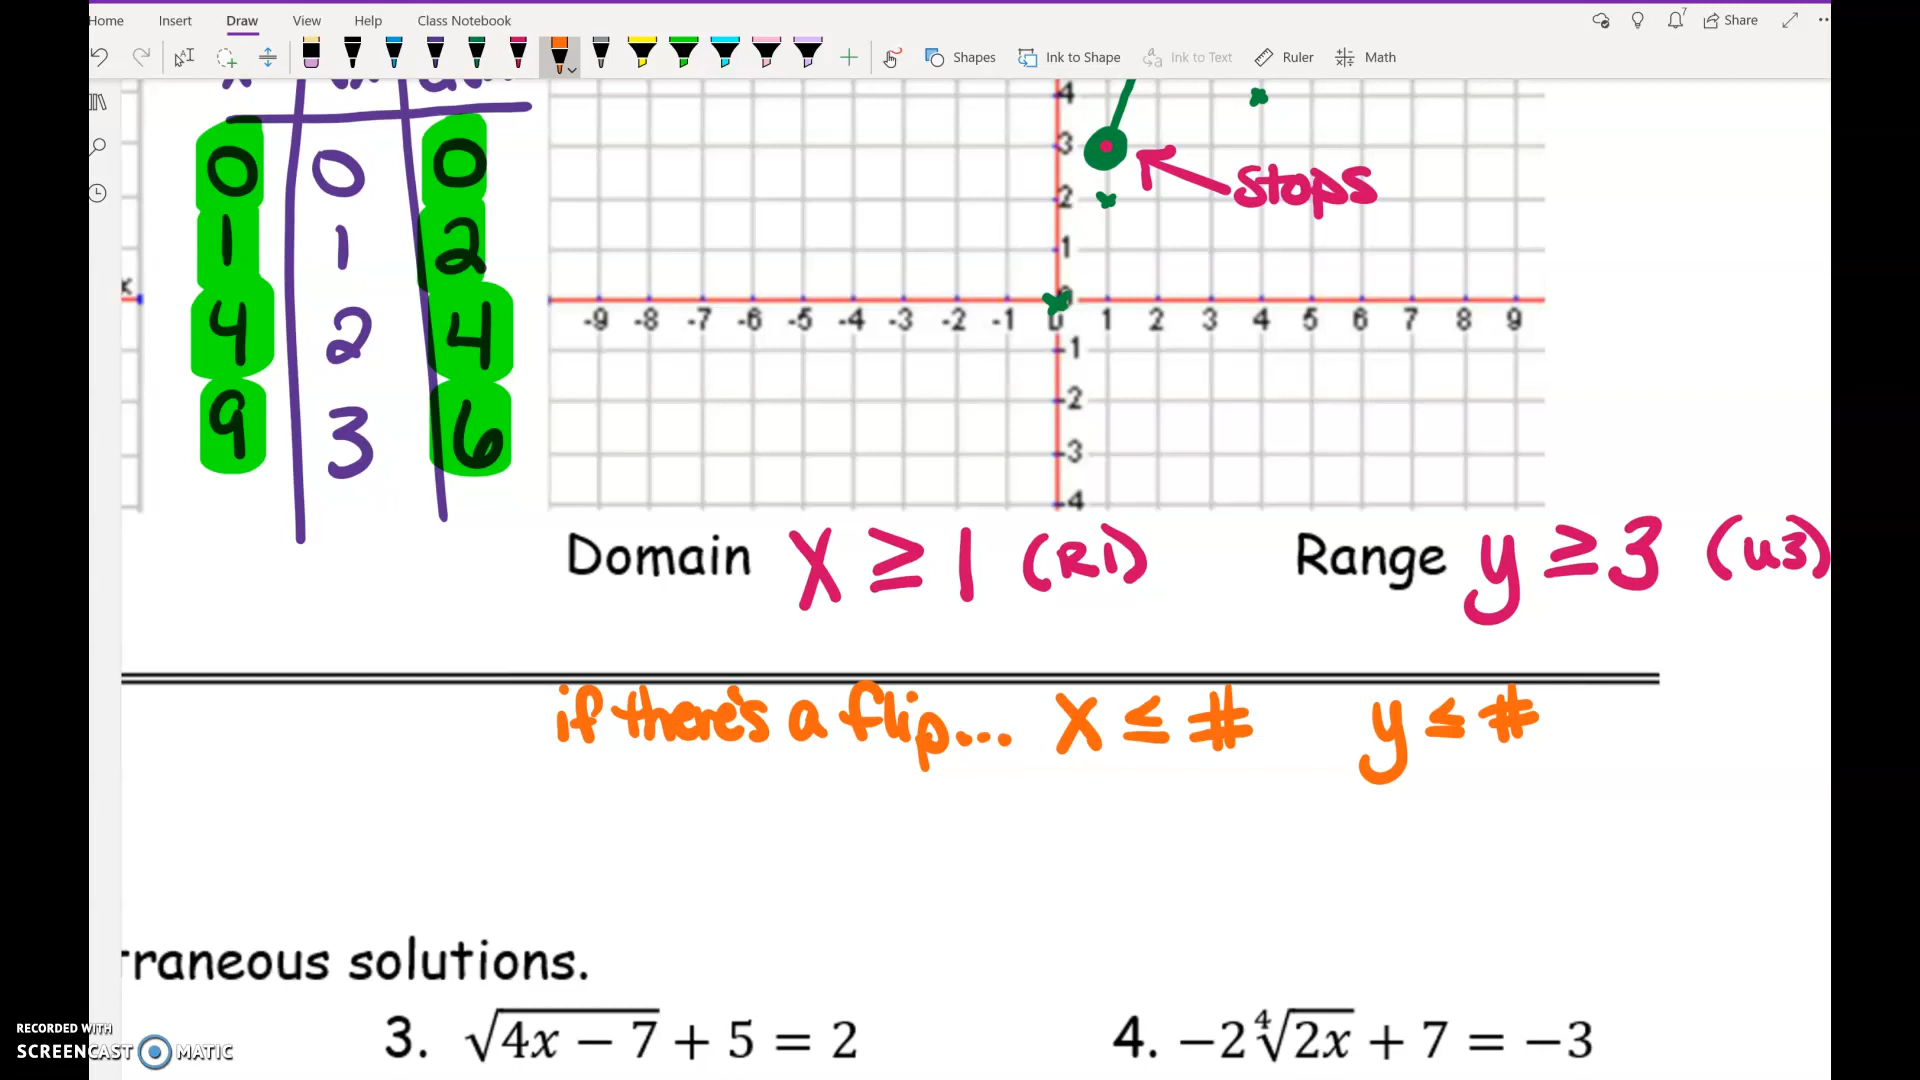 Home Insert Draw View Help Class Notebook Share
Shapes Ink to Shape Ink to Text Ruler Math
0 0 0
1 1 2
4 2 4
9 3 6
4
3
2
1
0
-9 -8 -7 -6 -5 -4 -3 -2 -1 0 1 2 3 4 5 6 7 8 9
-1
-2
-3
-4
stops
x
Domain x ≥ 1 (R1) Range y ≥ 3 (u3)
if there's a flip... x ≤ # y ≤ #
rraneous solutions.
3. √(4x − 7) + 5 = 2 4. −2∜(2x) + 7 = −3
RECORDED WITH
SCREENCAST MATIC